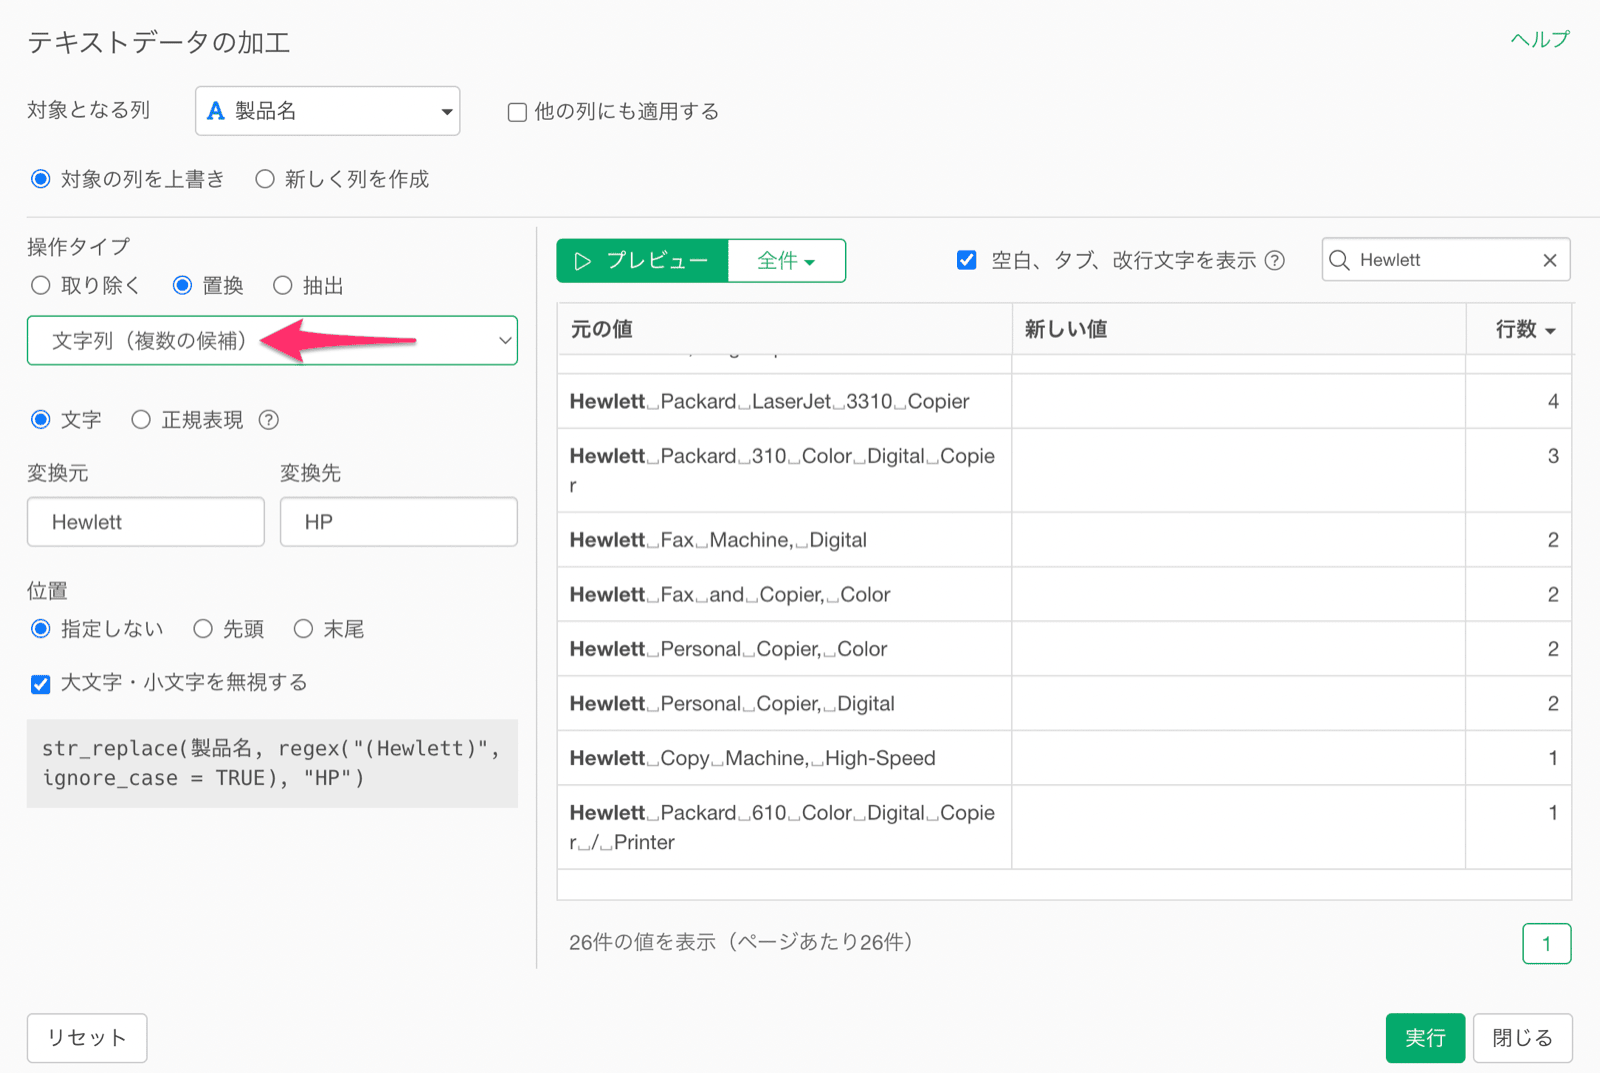 テキストデータの加工
ヘルプ
対象となる列
A 製品名
他の列にも適用する
対象の列を上書き
新しく列を作成
操作タイプ
取り除く
置換
抽出
文字列（複数の候補）
文字
正規表現 ?
変換元
変換先
Hewlett
HP
位置
指定しない
先頭
末尾
大文字・小文字を無視する
str_replace(製品名, regex("(Hewlett)",
ignore_case = TRUE), "HP")
プレビュー
全件
空白、タブ、改行文字を表示 ?
Hewlett
元の値
新しい値
行数
Hewlett␣Packard␣LaserJet␣3310␣Copier
4
Hewlett␣Packard␣310␣Color␣Digital␣Copie
r
3
Hewlett␣Fax␣Machine,␣Digital
2
Hewlett␣Fax␣and␣Copier,␣Color
2
Hewlett␣Personal␣Copier,␣Color
2
Hewlett␣Personal␣Copier,␣Digital
2
Hewlett␣Copy␣Machine,␣High-Speed
1
Hewlett␣Packard␣610␣Color␣Digital␣Copie
r␣/␣Printer
1
26件の値を表示（ページあたり26件）
1
リセット
実行
閉じる